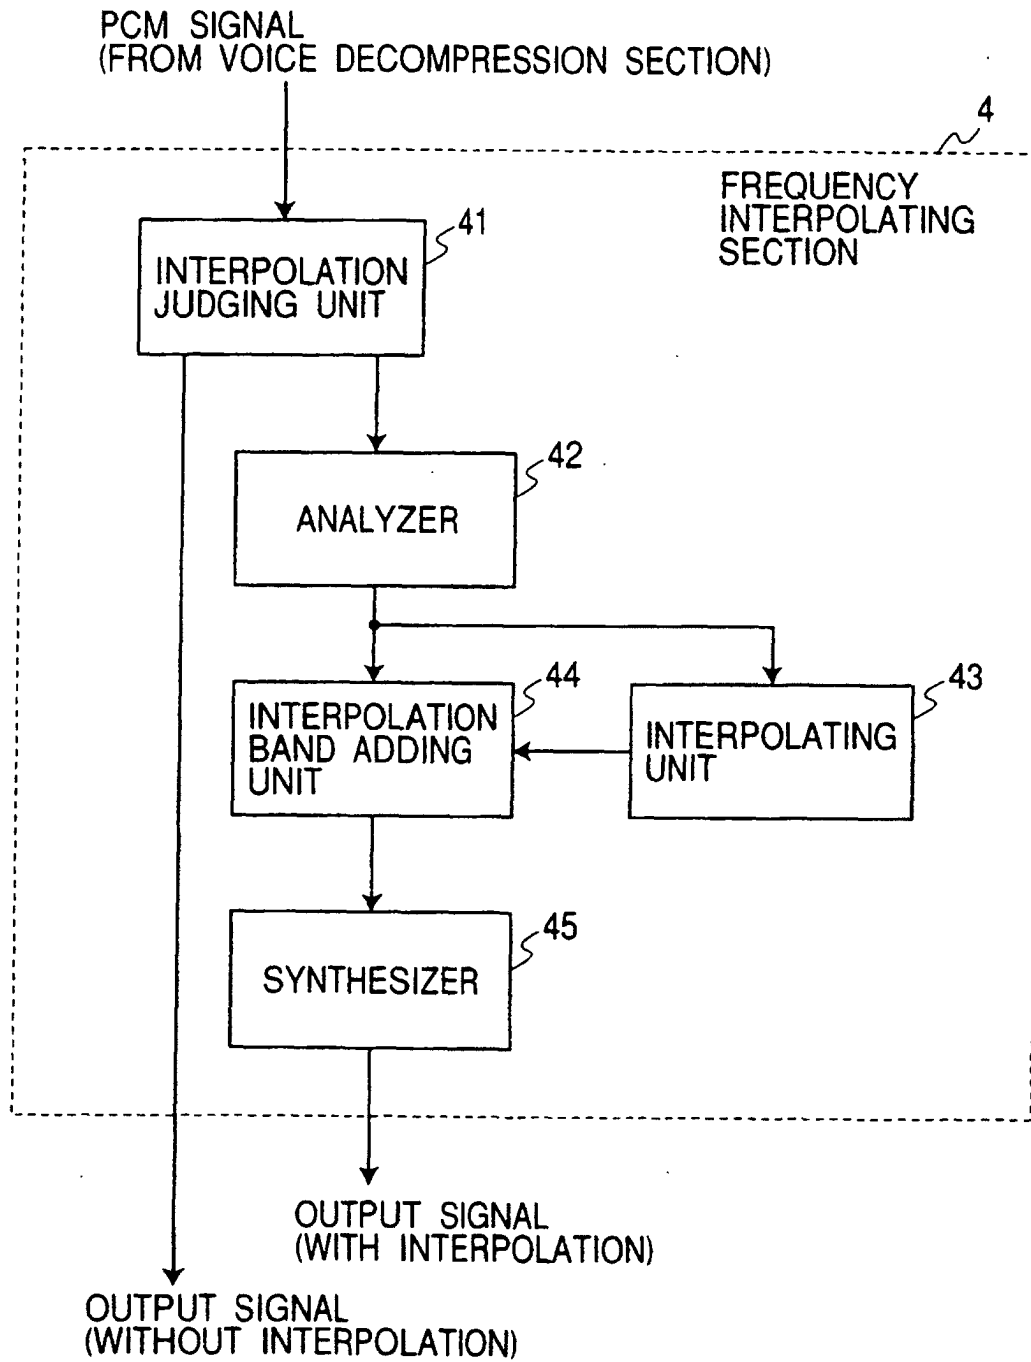 PCM SIGNAL
(FROM VOICE DECOMPRESSION SECTION)
4
FREQUENCY
INTERPOLATING
SECTION
41
INTERPOLATION
JUDGING UNIT
42
ANALYZER
44
INTERPOLATION
BAND ADDING
UNIT
43
INTERPOLATING
UNIT
45
SYNTHESIZER
OUTPUT SIGNAL
(WITH INTERPOLATION)
OUTPUT SIGNAL
(WITHOUT INTERPOLATION)